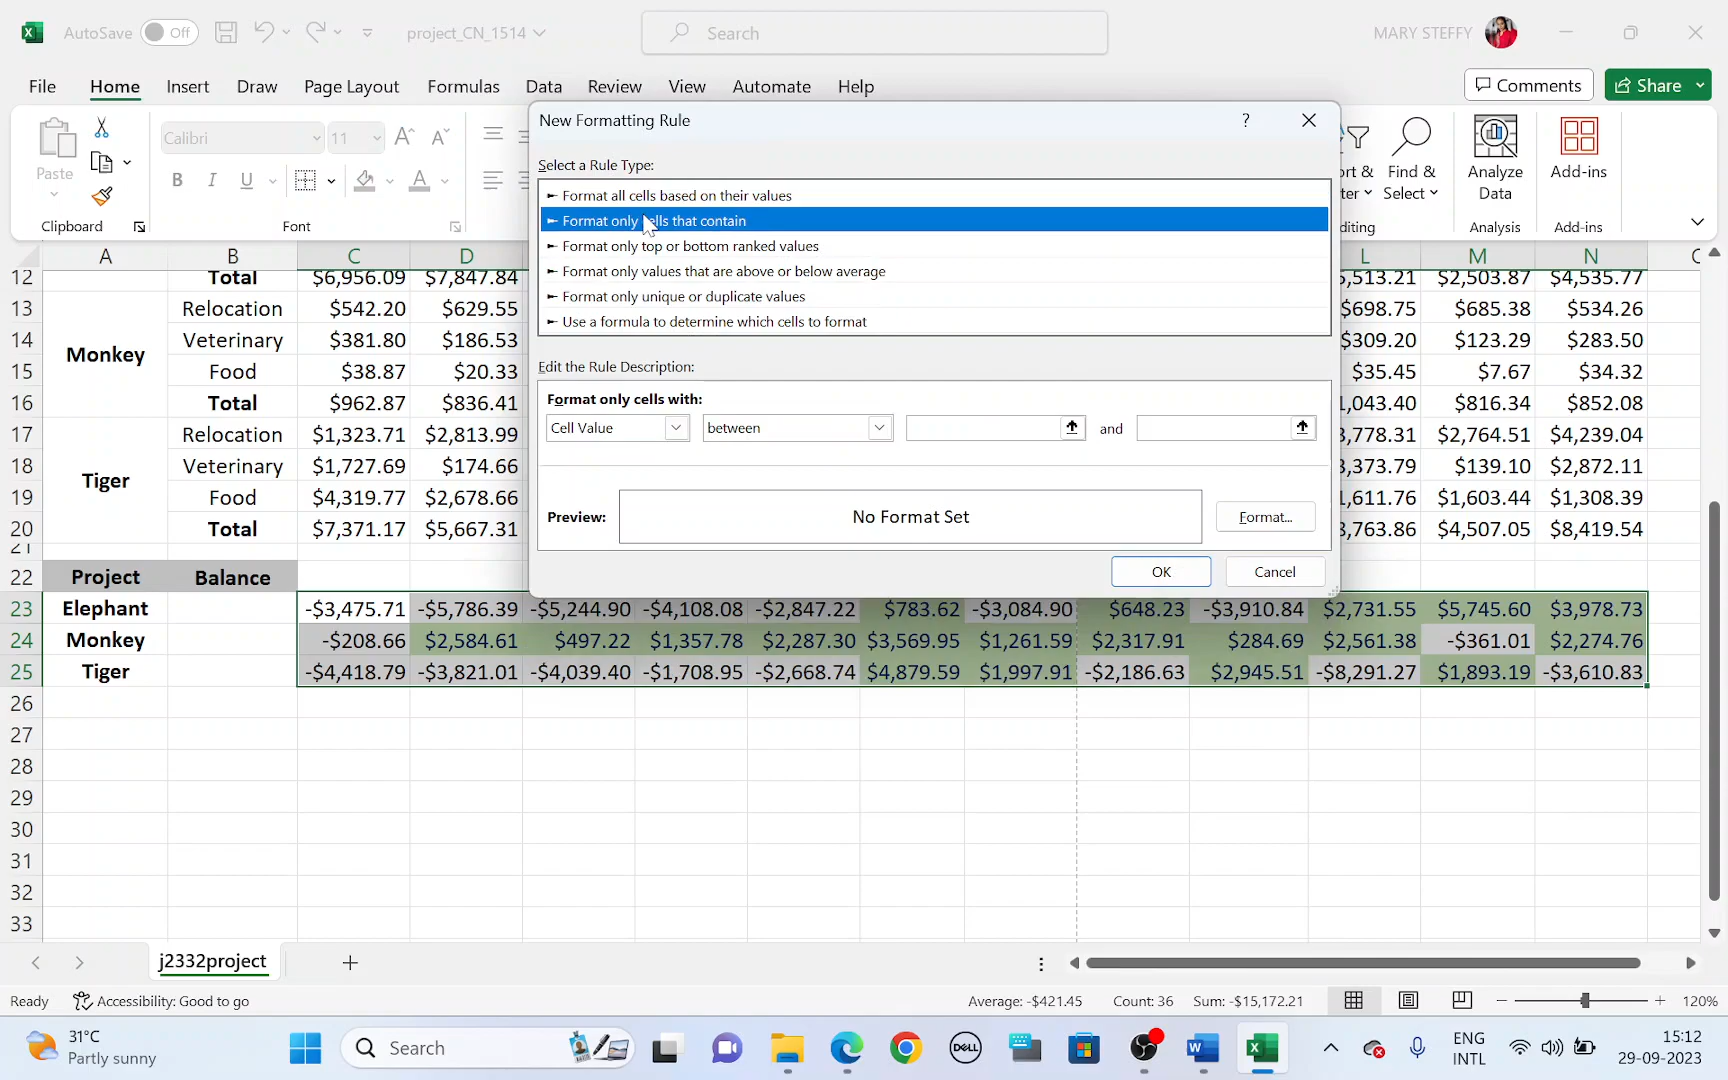 AutoSave Off project_CN_1514 Search MARY STEFFY
File Home Insert Draw Page Layout Formulas Data Review View Automate Help Comments Share
Paste Calibri 11
B I U A
Clipboard Font
Find & Select Analyze Data Add-ins
Analysis Add-ins
New Formatting Rule ?
Select a Rule Type:
► Format all cells based on their values
► Format only cells that contain
► Format only top or bottom ranked values
► Format only values that are above or below average
► Format only unique or duplicate values
► Use a formula to determine which cells to format
Edit the Rule Description:
Format only cells with:
Cell Value between and
Preview: No Format Set Format...
OK Cancel
A B C D L M N
12 Total $6,956.09 $7,847.84 $2,503.87 $4,535.77
13 Relocation $542.20 $629.55 $698.75 $685.38 $534.26
14 Monkey Veterinary $381.80 $186.53 $309.20 $123.29 $283.50
15 Food $38.87 $20.33 $35.45 $7.67 $34.32
16 Total $962.87 $836.41 ,043.40 $816.34 $852.08
17 Relocation $1,323.71 $2,813.99 ,778.31 $2,764.51 $4,239.04
18 Tiger Veterinary $1,727.69 $174.66 ,373.79 $139.10 $2,872.11
19 Food $4,319.77 $2,678.66 ,611.76 $1,603.44 $1,308.39
20 Total $7,371.17 $5,667.31 ,763.86 $4,507.05 $8,419.54
21
22 Project Balance
23 Elephant -$3,475.71 -$5,786.39 -$5,244.90 -$4,108.08 -$2,847.22 $783.62 -$3,084.90 $648.23 -$3,910.84 $2,731.55 $5,745.60 $3,978.73
24 Monkey -$208.66 $2,584.61 $497.22 $1,357.78 $2,287.30 $3,569.95 $1,261.59 $2,317.91 $284.69 $2,561.38 -$361.01 $2,274.76
25 Tiger -$4,418.79 -$3,821.01 -$4,039.40 -$1,708.95 -$2,668.74 $4,879.59 $1,997.91 -$2,186.63 $2,945.51 -$8,291.27 $1,893.19 -$3,610.83
26
27
28
29
30
31
32
33
j2332project
Ready Accessibility: Good to go Average: -$421.45 Count: 36 Sum: -$15,172.21 120%
31°C
Partly sunny
Search
DELL
ENG
INTL
15:12
29-09-2023